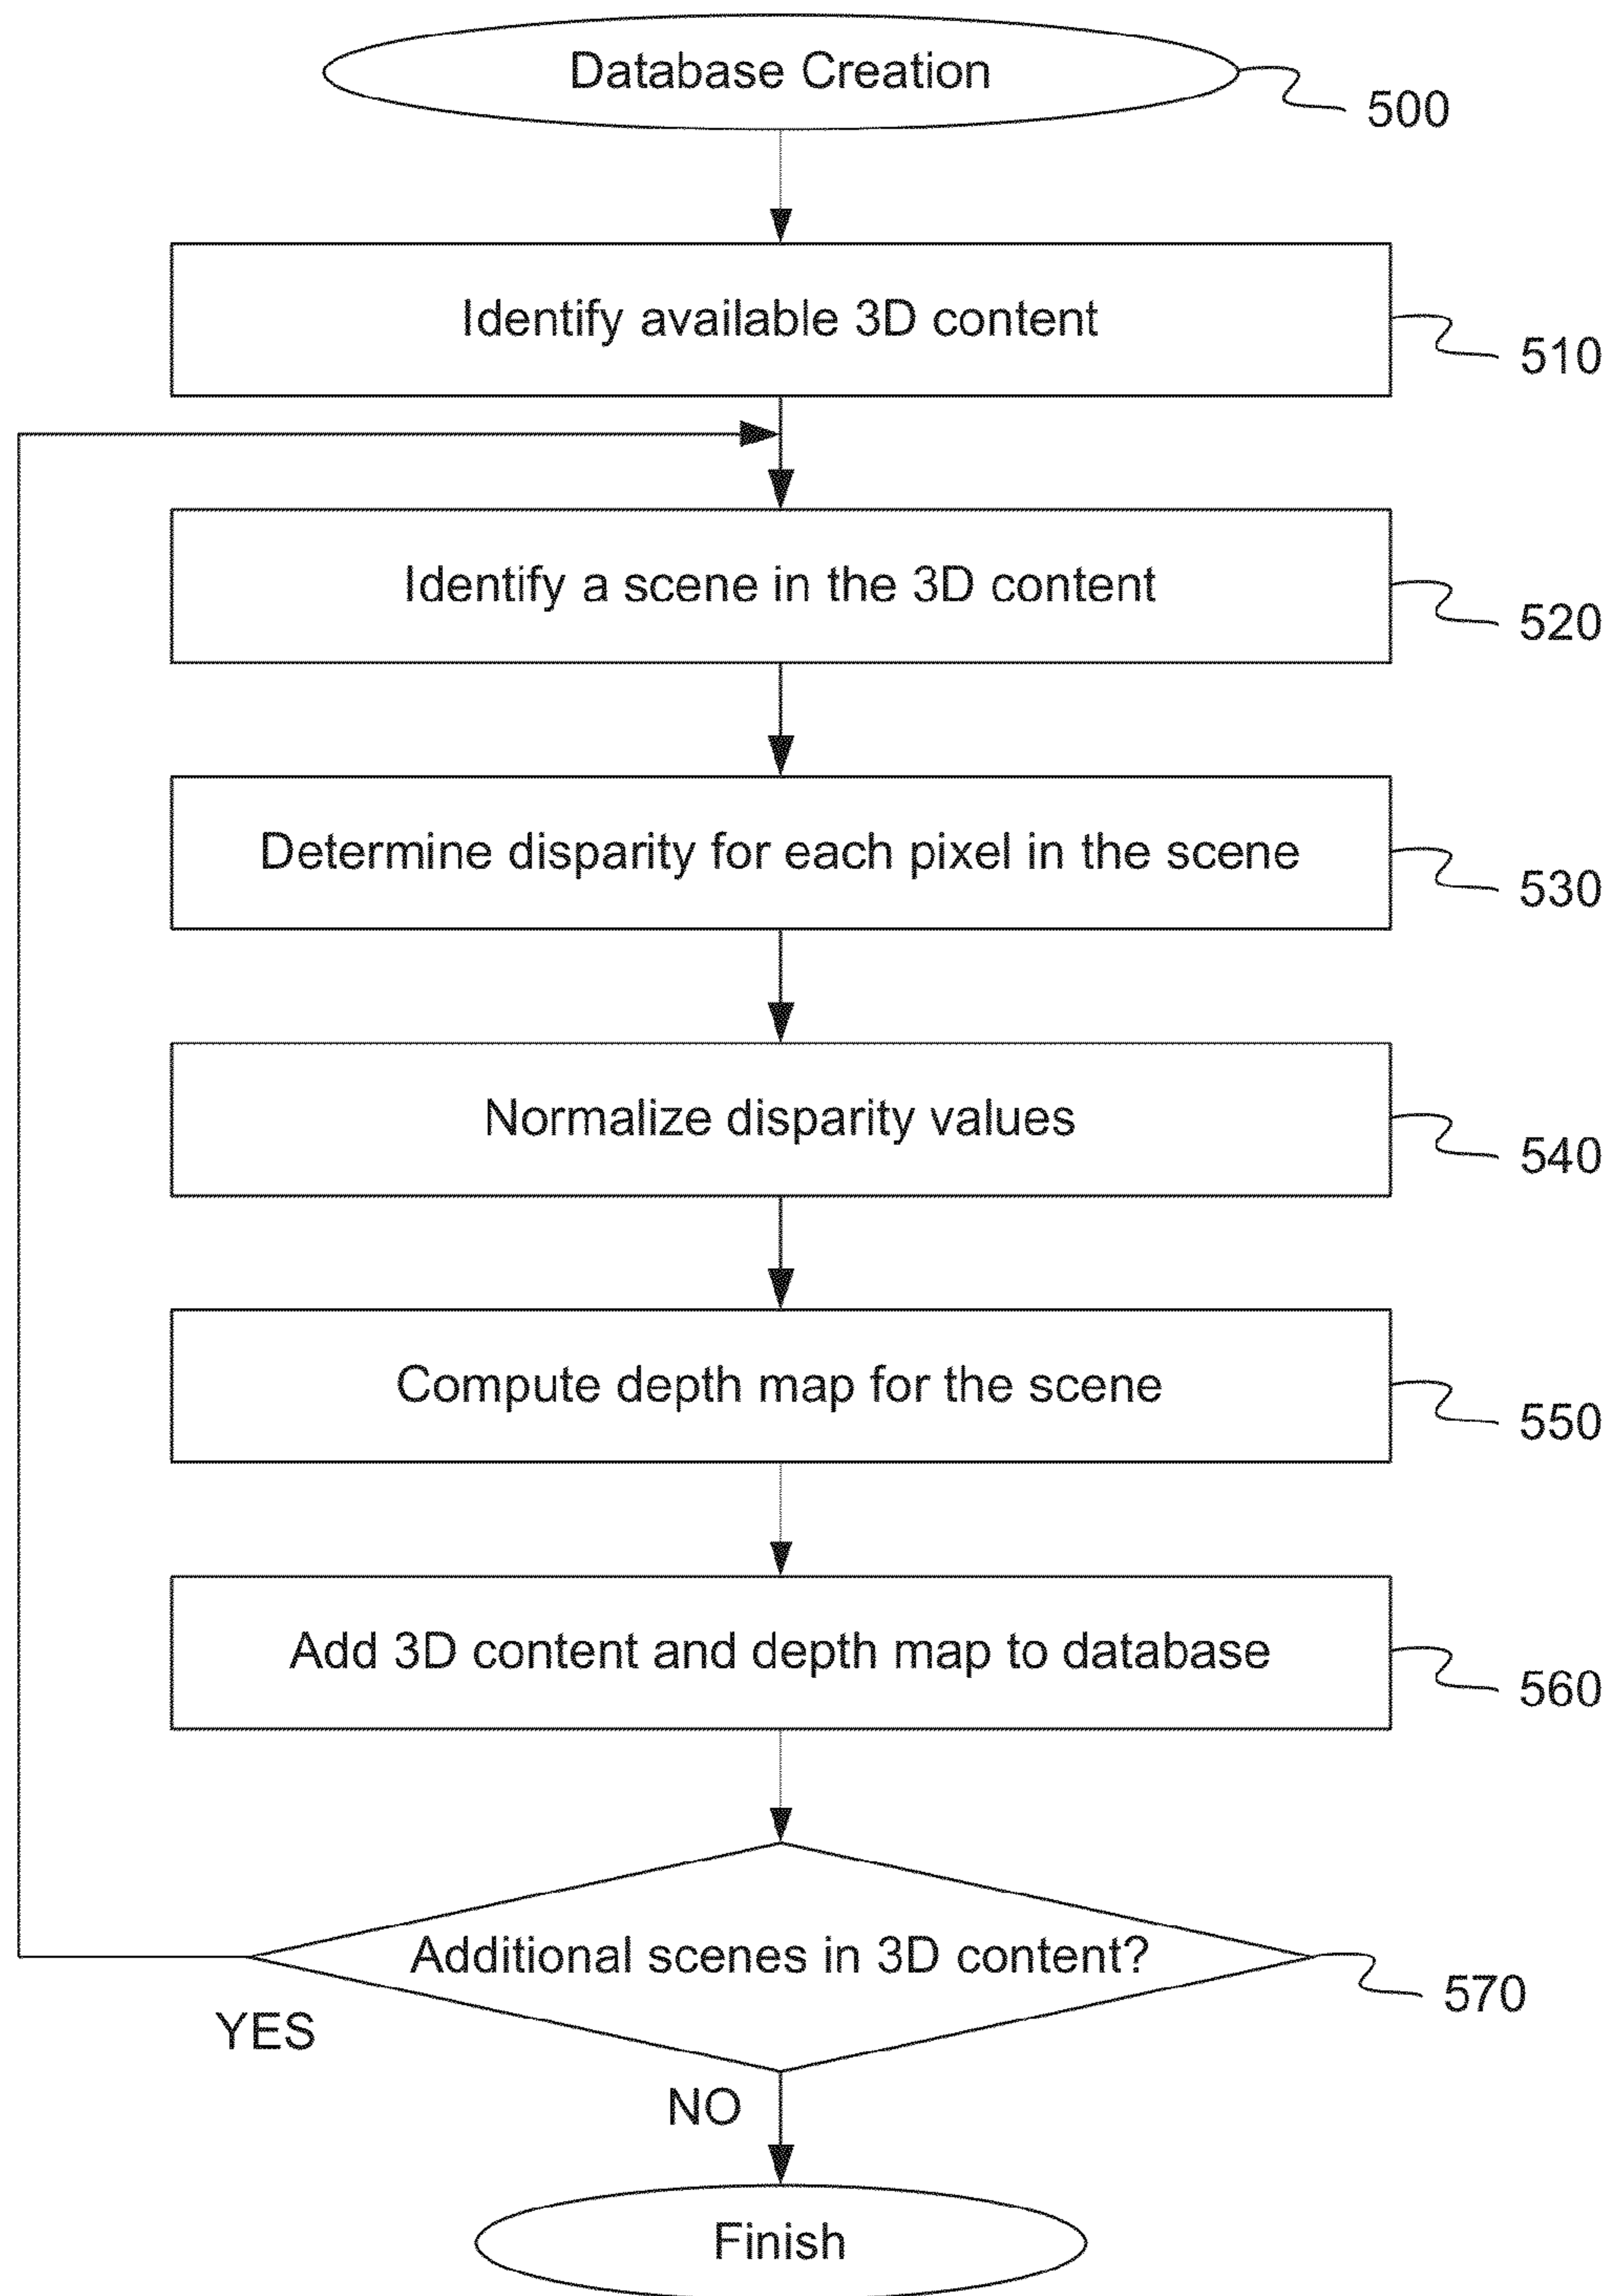 Database Creation
500
Identify available 3D content
510
Identify a scene in the 3D content
520
Determine disparity for each pixel in the scene
530
Normalize disparity values
540
Compute depth map for the scene
550
Add 3D content and depth map to database
560
Additional scenes in 3D content?
570
YES
NO
Finish